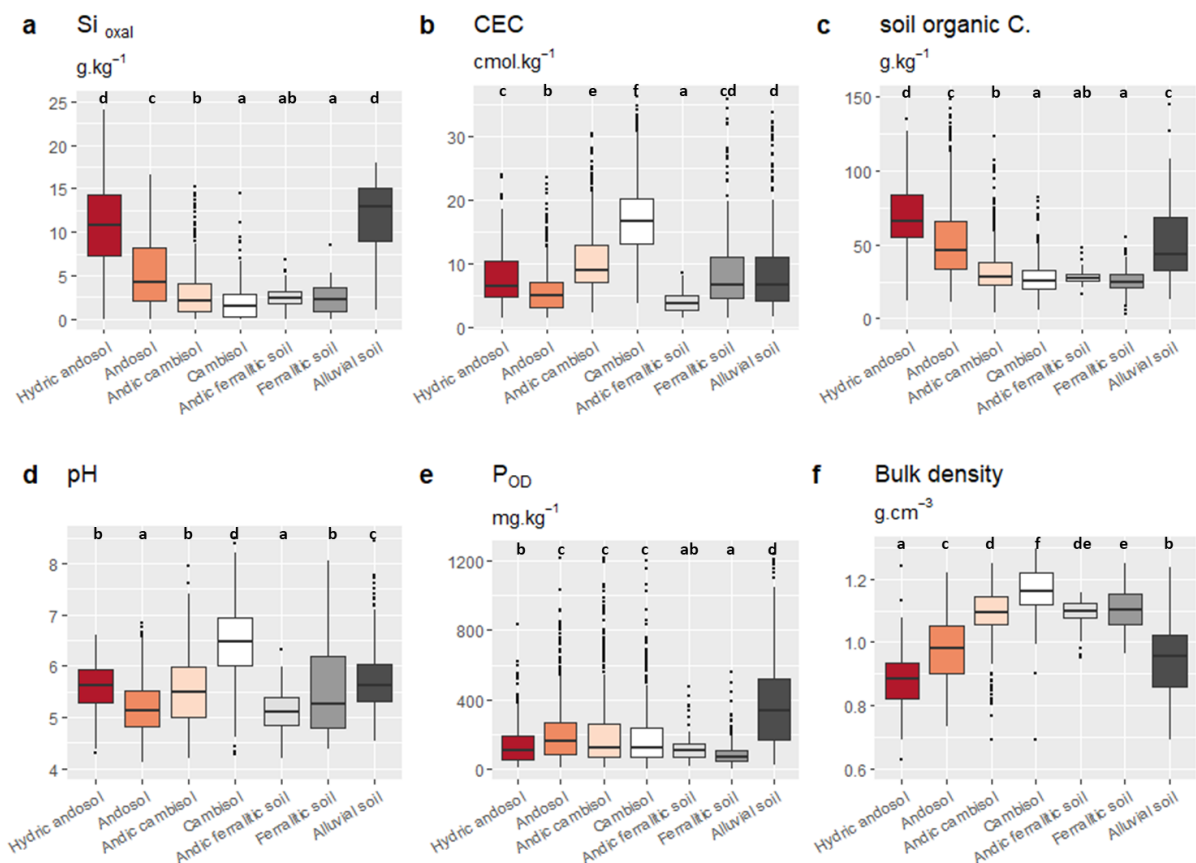 a Si oxal
g.kg−1
d c b a ab a d
25
20
15
10
5
0
Hydric andosol
Andosol
Andic cambisol
Cambisol
Andic ferralitic soil
Ferralitic soil
Alluvial soil
b CEC
cmol.kg−1
c b e f a cd d
30
20
10
0
Hydric andosol
Andosol
Andic cambisol
Cambisol
Andic ferralitic soil
Ferralitic soil
Alluvial soil
c soil organic C.
g.kg−1
d c b a ab a c
150
100
50
0
Hydric andosol
Andosol
Andic cambisol
Cambisol
Andic ferralitic soil
Ferralitic soil
Alluvial soil
d pH
b a b d a b c
8
7
6
5
4
Hydric andosol
Andosol
Andic cambisol
Cambisol
Andic ferralitic soil
Ferralitic soil
Alluvial soil
e POD
mg.kg−1
b c c c ab a d
1200
800
400
0
Hydric andosol
Andosol
Andic cambisol
Cambisol
Andic ferralitic soil
Ferralitic soil
Alluvial soil
f Bulk density
g.cm−3
a c d f de e b
1.2
1.0
0.8
0.6
Hydric andosol
Andosol
Andic cambisol
Cambisol
Andic ferralitic soil
Ferralitic soil
Alluvial soil